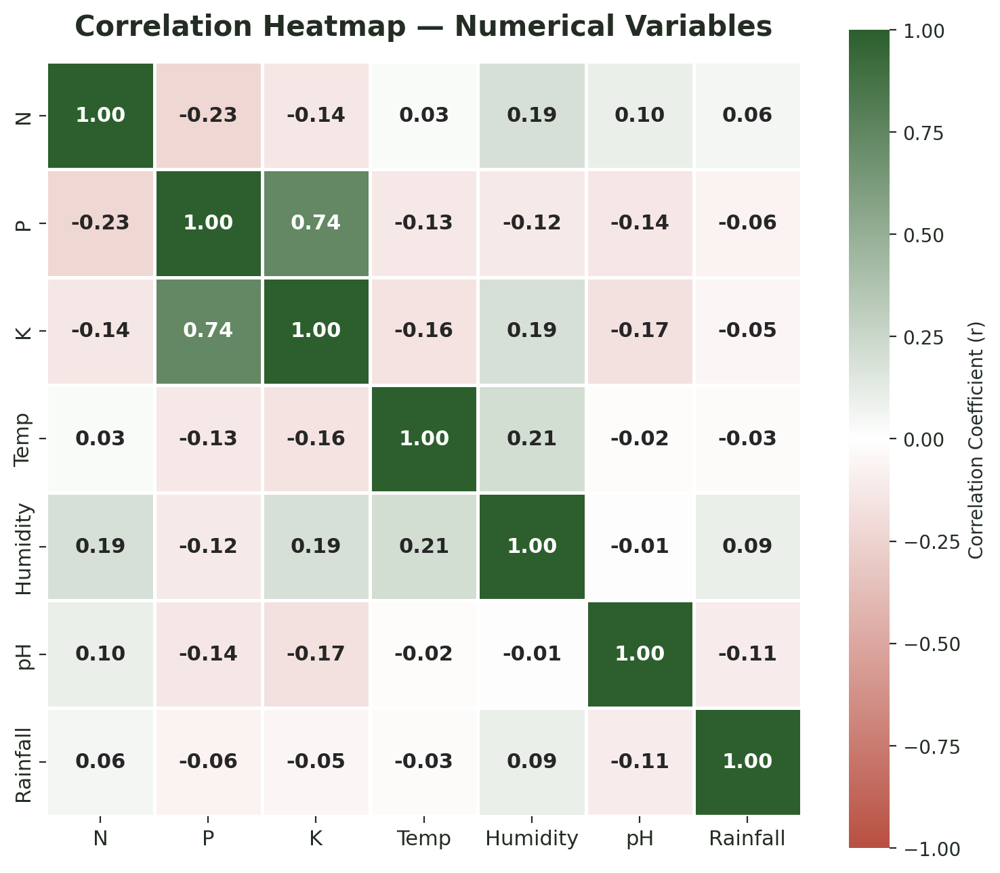 Correlation Heatmap — Numerical Variables
N 1.00 -0.23 -0.14 0.03 0.19 0.10 0.06
P -0.23 1.00 0.74 -0.13 -0.12 -0.14 -0.06
K -0.14 0.74 1.00 -0.16 0.19 -0.17 -0.05
Temp 0.03 -0.13 -0.16 1.00 0.21 -0.02 -0.03
Humidity 0.19 -0.12 0.19 0.21 1.00 -0.01 0.09
pH 0.10 -0.14 -0.17 -0.02 -0.01 1.00 -0.11
Rainfall 0.06 -0.06 -0.05 -0.03 0.09 -0.11 1.00
N P K Temp Humidity pH Rainfall
1.00
0.75
0.50
0.25
0.00
−0.25
−0.50
−0.75
−1.00
Correlation Coefficient (r)